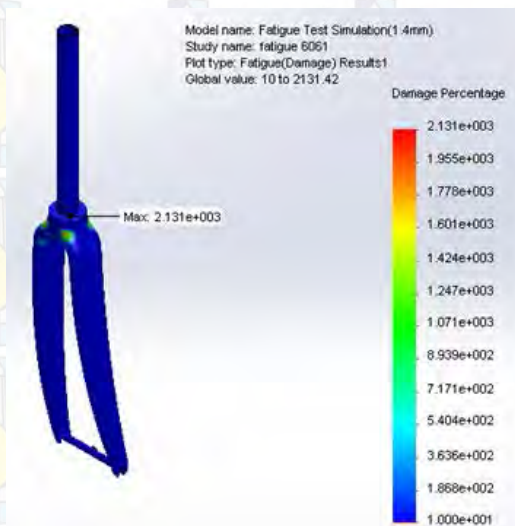 Model name: Fatigue Test Simulation(1.4mm)
Study name: fatigue 6061
Plot type: Fatigue(Damage) Results1
Global value: 10 to 2131.42
Damage Percentage
2.131e+003
1.955e+003
1.778e+003
1.601e+003
1.424e+003
1.247e+003
1.071e+003
8.939e+002
7.171e+002
5.404e+002
3.636e+002
1.868e+002
1.000e+001
Max: 2.131e+003